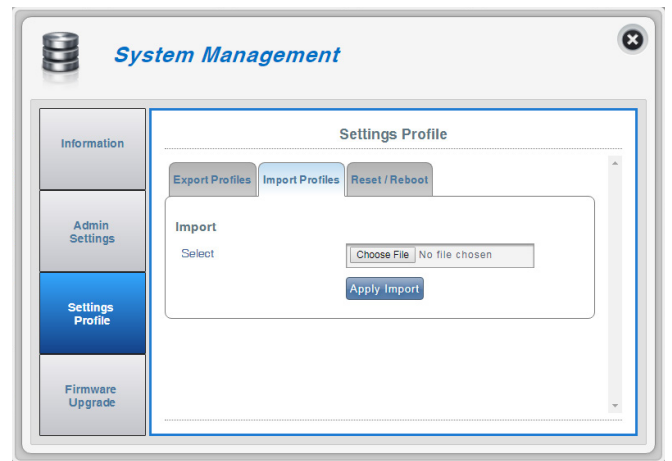 System Management
Information
Admin
Settings
Settings
Profile
Firmware
Upgrade
Settings Profile
Export Profiles Import Profiles Reset / Reboot
Import
Select Choose File No file chosen
Apply Import